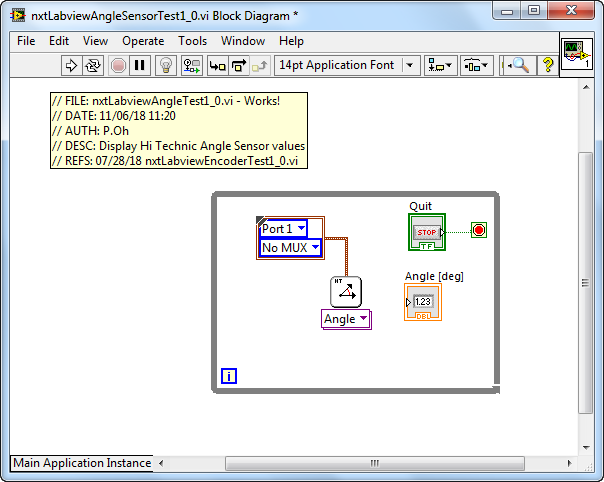 nxtLabviewAngleSensorTest1_0.vi Block Diagram *
File Edit View Operate Tools Window Help
14pt Application Font
1
// FILE: nxtLabviewAngleTest1_0.vi - Works!
// DATE: 11/06/18 11:20
// AUTH: P.Oh
// DESC: Display Hi Technic Angle Sensor values
// REFS: 07/28/18 nxtLabviewEncoderTest1_0.vi
Quit
Port 1
STOP
No MUX
TF
Angle [deg]
HT
1.23
DBL
Angle
i
Main Application Instance